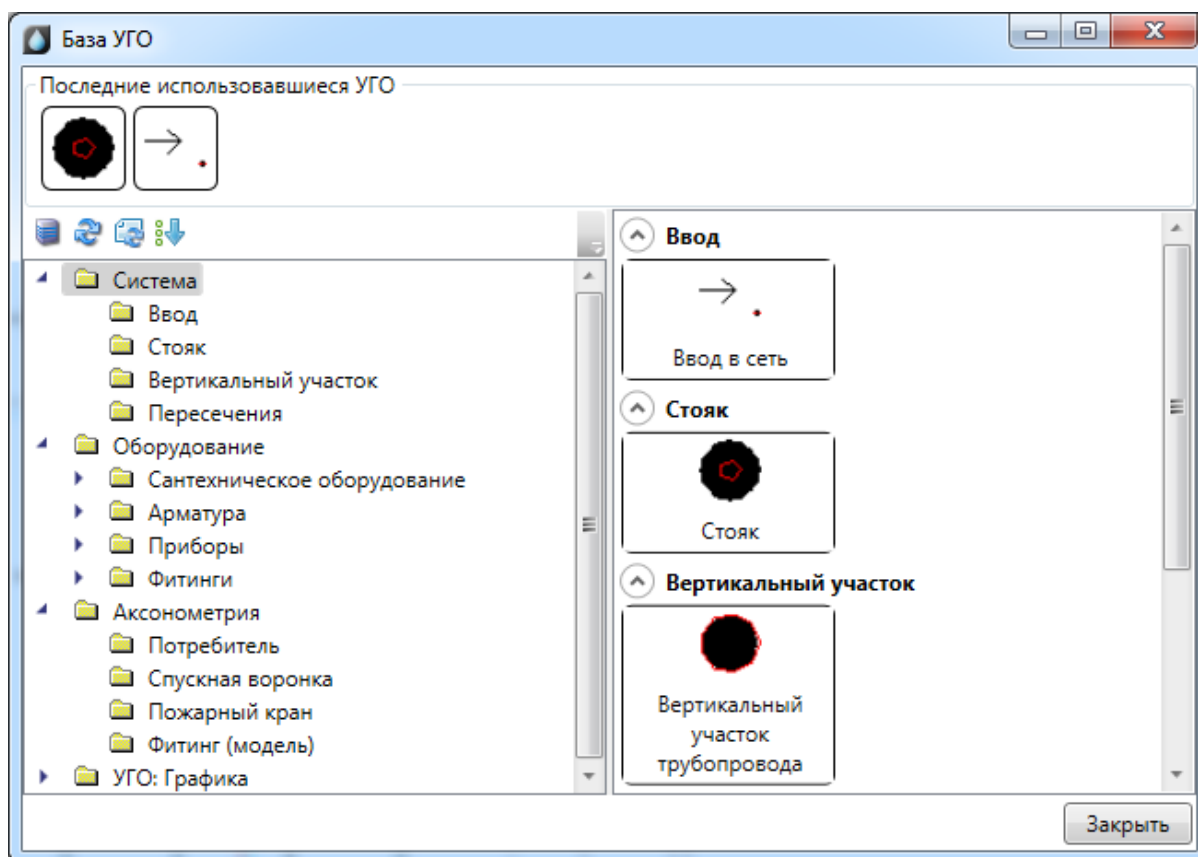 База УГО
Последние использовавшиеся УГО
Система
Ввод
Стояк
Вертикальный участок
Пересечения
Оборудование
Сантехническое оборудование
Арматура
Приборы
Фитинги
Аксонометрия
Потребитель
Спускная воронка
Пожарный кран
Фитинг (модель)
УГО: Графика
Ввод
Ввод в сеть
Стояк
Стояк
Вертикальный участок
Вертикальный
участок
трубопровода
Закрыть